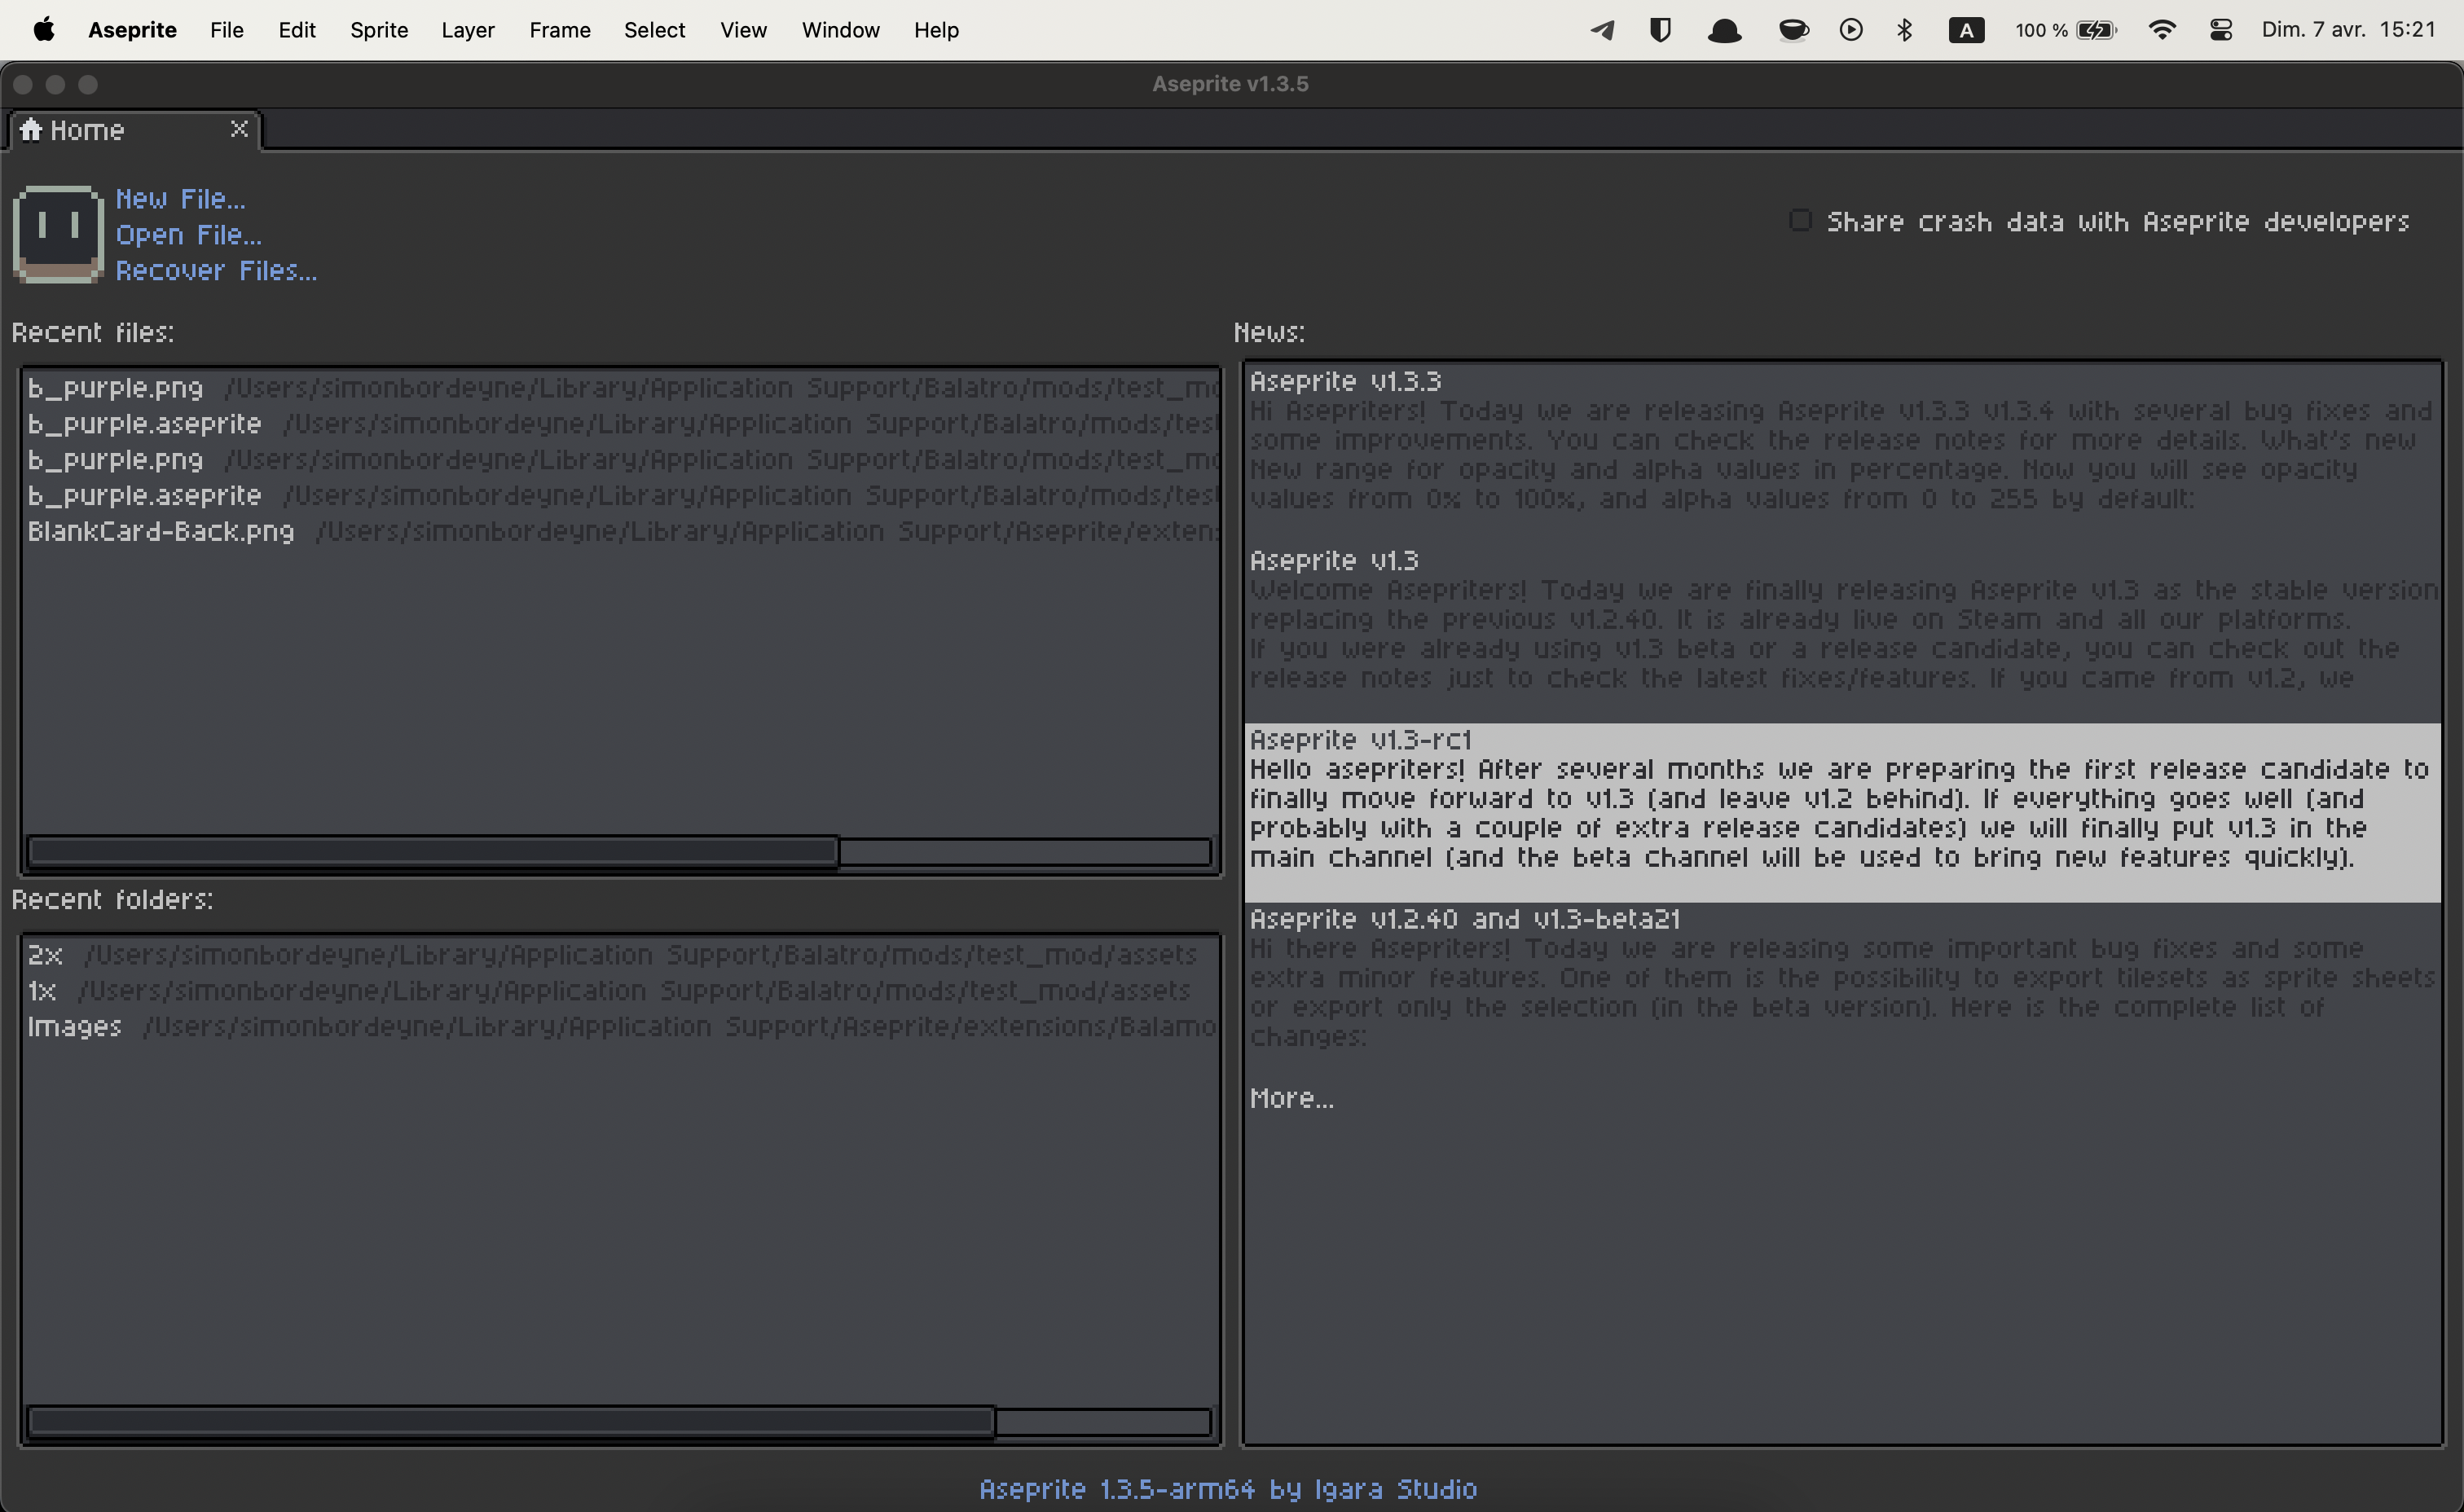 Aseprite File Edit Sprite Layer Frame Select View Window Help A 100 % Dim. 7 avr. 15:21
Aseprite v1.3.5
Home
New File...
Open File...
Recover Files...
Share crash data with Aseprite developers
Recent files:
b_purple.png /Users/simonbordeyne/Library/Application Support/Balatro/mods/test_mo
b_purple.aseprite /Users/simonbordeyne/Library/Application Support/Balatro/mods/test
b_purple.png /Users/simonbordeyne/Library/Application Support/Balatro/mods/test_mo
b_purple.aseprite /Users/simonbordeyne/Library/Application Support/Balatro/mods/test
BlankCard-Back.png /Users/simonbordeyne/Library/Application Support/Aseprite/extens
Recent folders:
2x /Users/simonbordeyne/Library/Application Support/Balatro/mods/test_mod/assets
1x /Users/simonbordeyne/Library/Application Support/Balatro/mods/test_mod/assets
Images /Users/simonbordeyne/Library/Application Support/Aseprite/extensions/Balamo
News:
Aseprite v1.3.3
Hi Asepriters! Today we are releasing Aseprite v1.3.3 v1.3.4 with several bug fixes and
some improvements. You can check the release notes for more details. What's new
New range for opacity and alpha values in percentage. Now you will see opacity
values from 0% to 100%, and alpha values from 0 to 255 by default:
Aseprite v1.3
Welcome Asepriters! Today we are finally releasing Aseprite v1.3 as the stable version
replacing the previous v1.2.40. It is already live on Steam and all our platforms.
If you were already using v1.3 beta or a release candidate, you can check out the
release notes just to check the latest fixes/features. If you came from v1.2, we
Aseprite v1.3-rc1
Hello asepriters! After several months we are preparing the first release candidate to
finally move forward to v1.3 (and leave v1.2 behind). If everything goes well (and
probably with a couple of extra release candidates) we will finally put v1.3 in the
main channel (and the beta channel will be used to bring new features quickly).
Aseprite v1.2.40 and v1.3-beta21
Hi there Asepriters! Today we are releasing some important bug fixes and some
extra minor features. One of them is the possibility to export tilesets as sprite sheets
or export only the selection (in the beta version). Here is the complete list of
changes:
More...
Aseprite 1.3.5-arm64 by Igara Studio